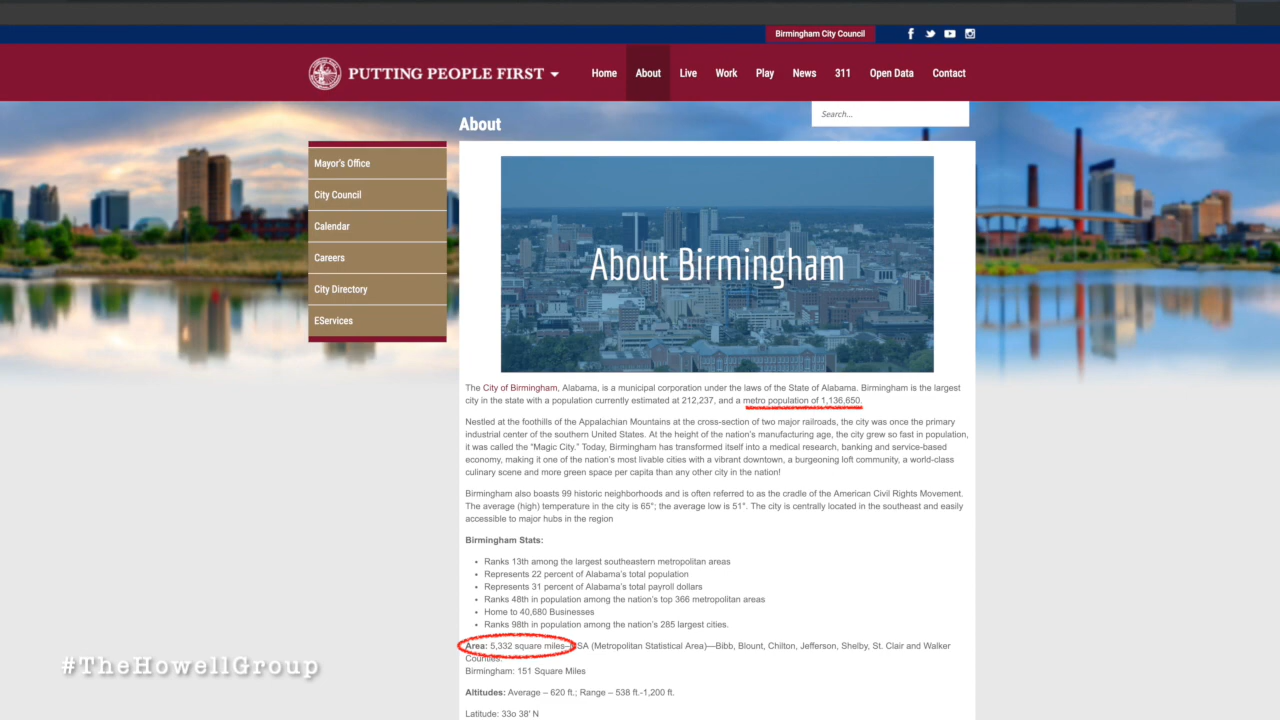 Birmingham City Council
PUTTING PEOPLE FIRST
Home About Live Work Play News 311 Open Data Contact
Search...
About
Mayor's Office
City Council
Calendar
Careers
City Directory
EServices
About Birmingham
The City of Birmingham, Alabama, is a municipal corporation under the laws of the State of Alabama. Birmingham is the largest
city in the state with a population currently estimated at 212,237, and a metro population of 1,136,650.
Nestled at the foothills of the Appalachian Mountains at the cross-section of two major railroads, the city was once the primary
industrial center of the southern United States. At the height of the nation's manufacturing age, the city grew so fast in population,
it was called the "Magic City." Today, Birmingham has transformed itself into a medical research, banking and service-based
economy, making it one of the nation's most livable cities with a vibrant downtown, a burgeoning loft community, a world-class
culinary scene and more green space per capita than any other city in the nation!
Birmingham also boasts 99 historic neighborhoods and is often referred to as the cradle of the American Civil Rights Movement.
The average (high) temperature in the city is 65°; the average low is 51°. The city is centrally located in the southeast and easily
accessible to major hubs in the region
Birmingham Stats:
• Ranks 13th among the largest southeastern metropolitan areas
• Represents 22 percent of Alabama's total population
• Represents 31 percent of Alabama's total payroll dollars
• Ranks 48th in population among the nation's top 366 metropolitan areas
• Home to 40,680 Businesses
• Ranks 98th in population among the nation's 285 largest cities.
Area: 5,332 square miles–MSA (Metropolitan Statistical Area)—Bibb, Blount, Chilton, Jefferson, Shelby, St. Clair and Walker
Counties.
Birmingham: 151 Square Miles
Altitudes: Average – 620 ft.; Range – 538 ft.-1,200 ft.
Latitude: 33o 38' N
#TheHowellGroup